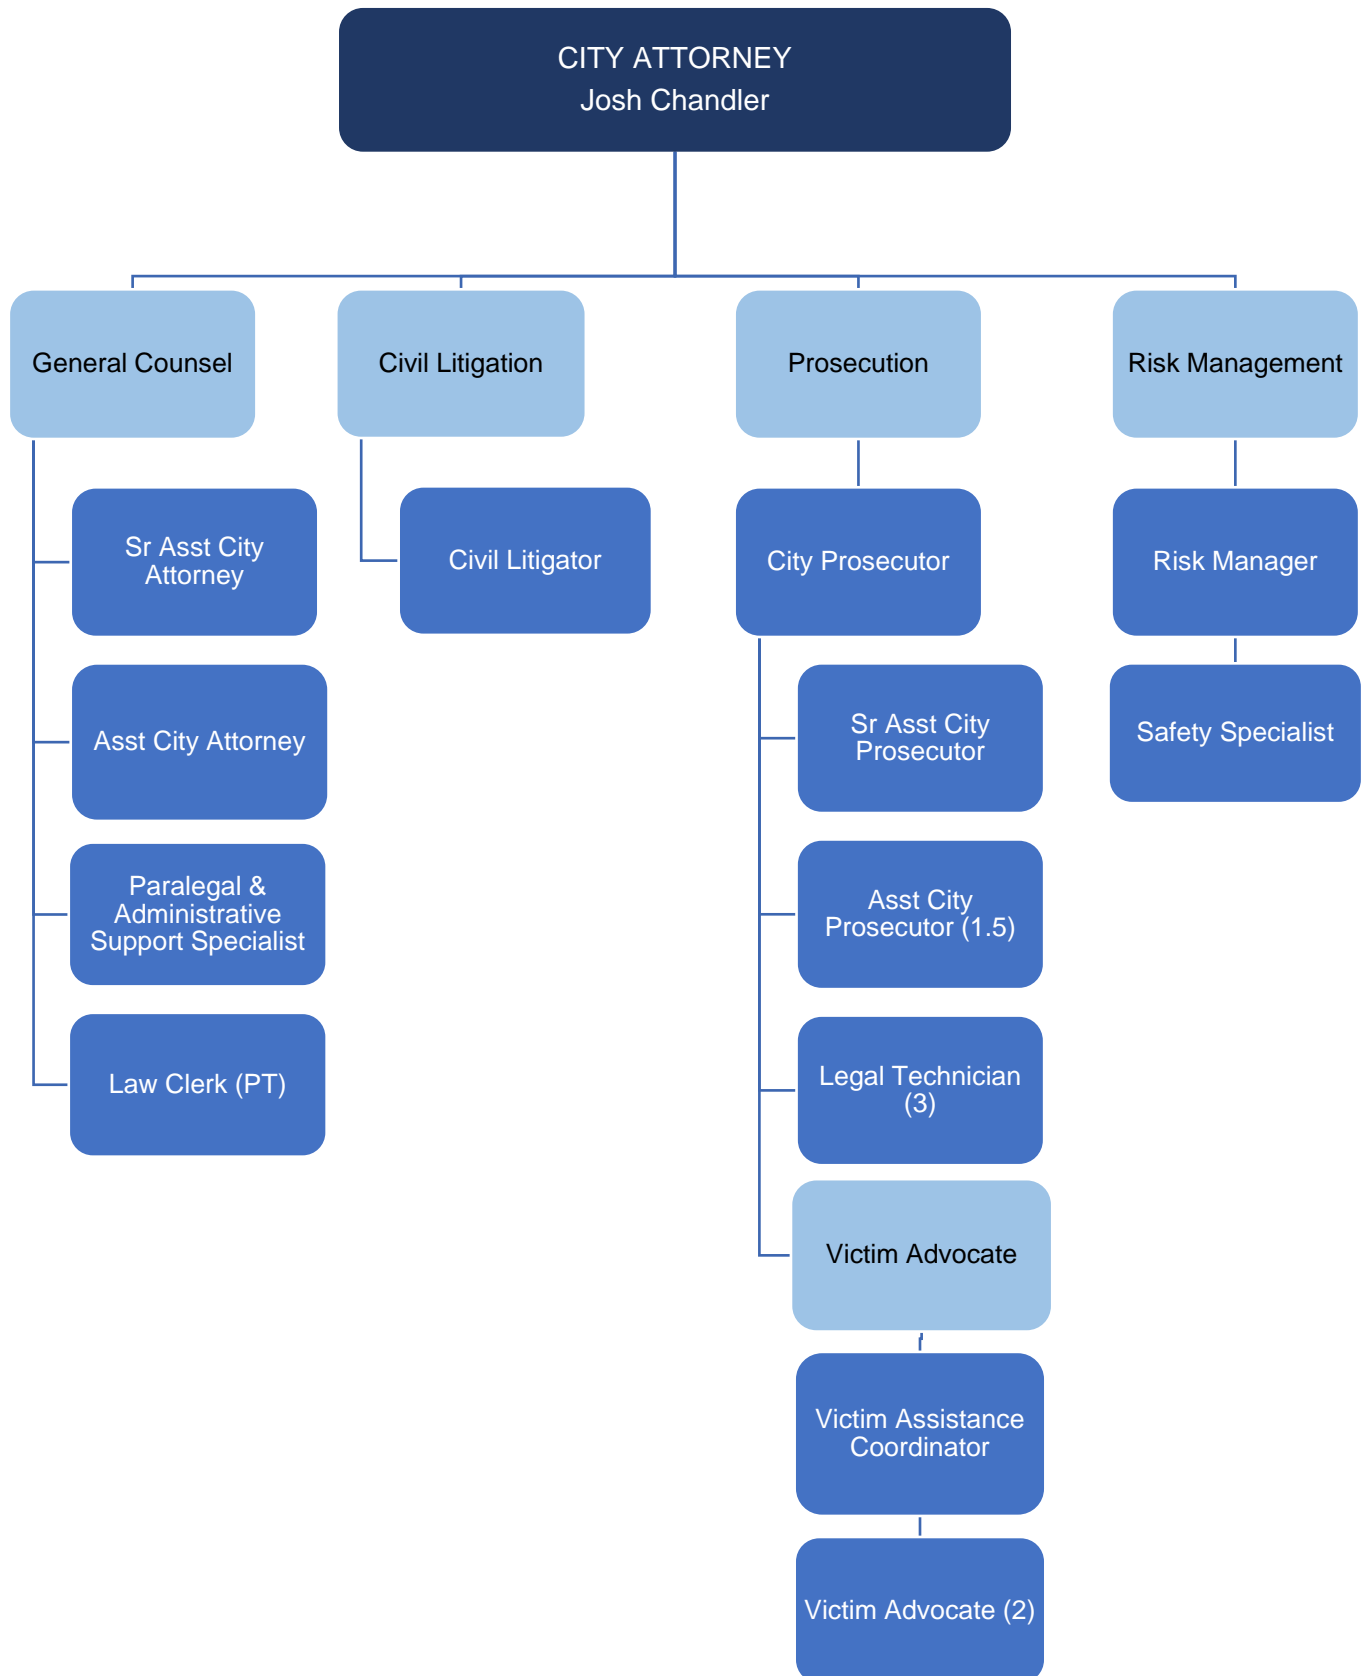 CITY ATTORNEY
Josh Chandler
General Counsel
Civil Litigation
Prosecution
Risk Management
Sr Asst City
Attorney
Civil Litigator
City Prosecutor
Risk Manager
Asst City Attorney
Sr Asst City
Prosecutor
Safety Specialist
Paralegal &
Administrative
Support Specialist
Asst City
Prosecutor (1.5)
Law Clerk (PT)
Legal Technician
(3)
Victim Advocate
Victim Assistance
Coordinator
Victim Advocate (2)